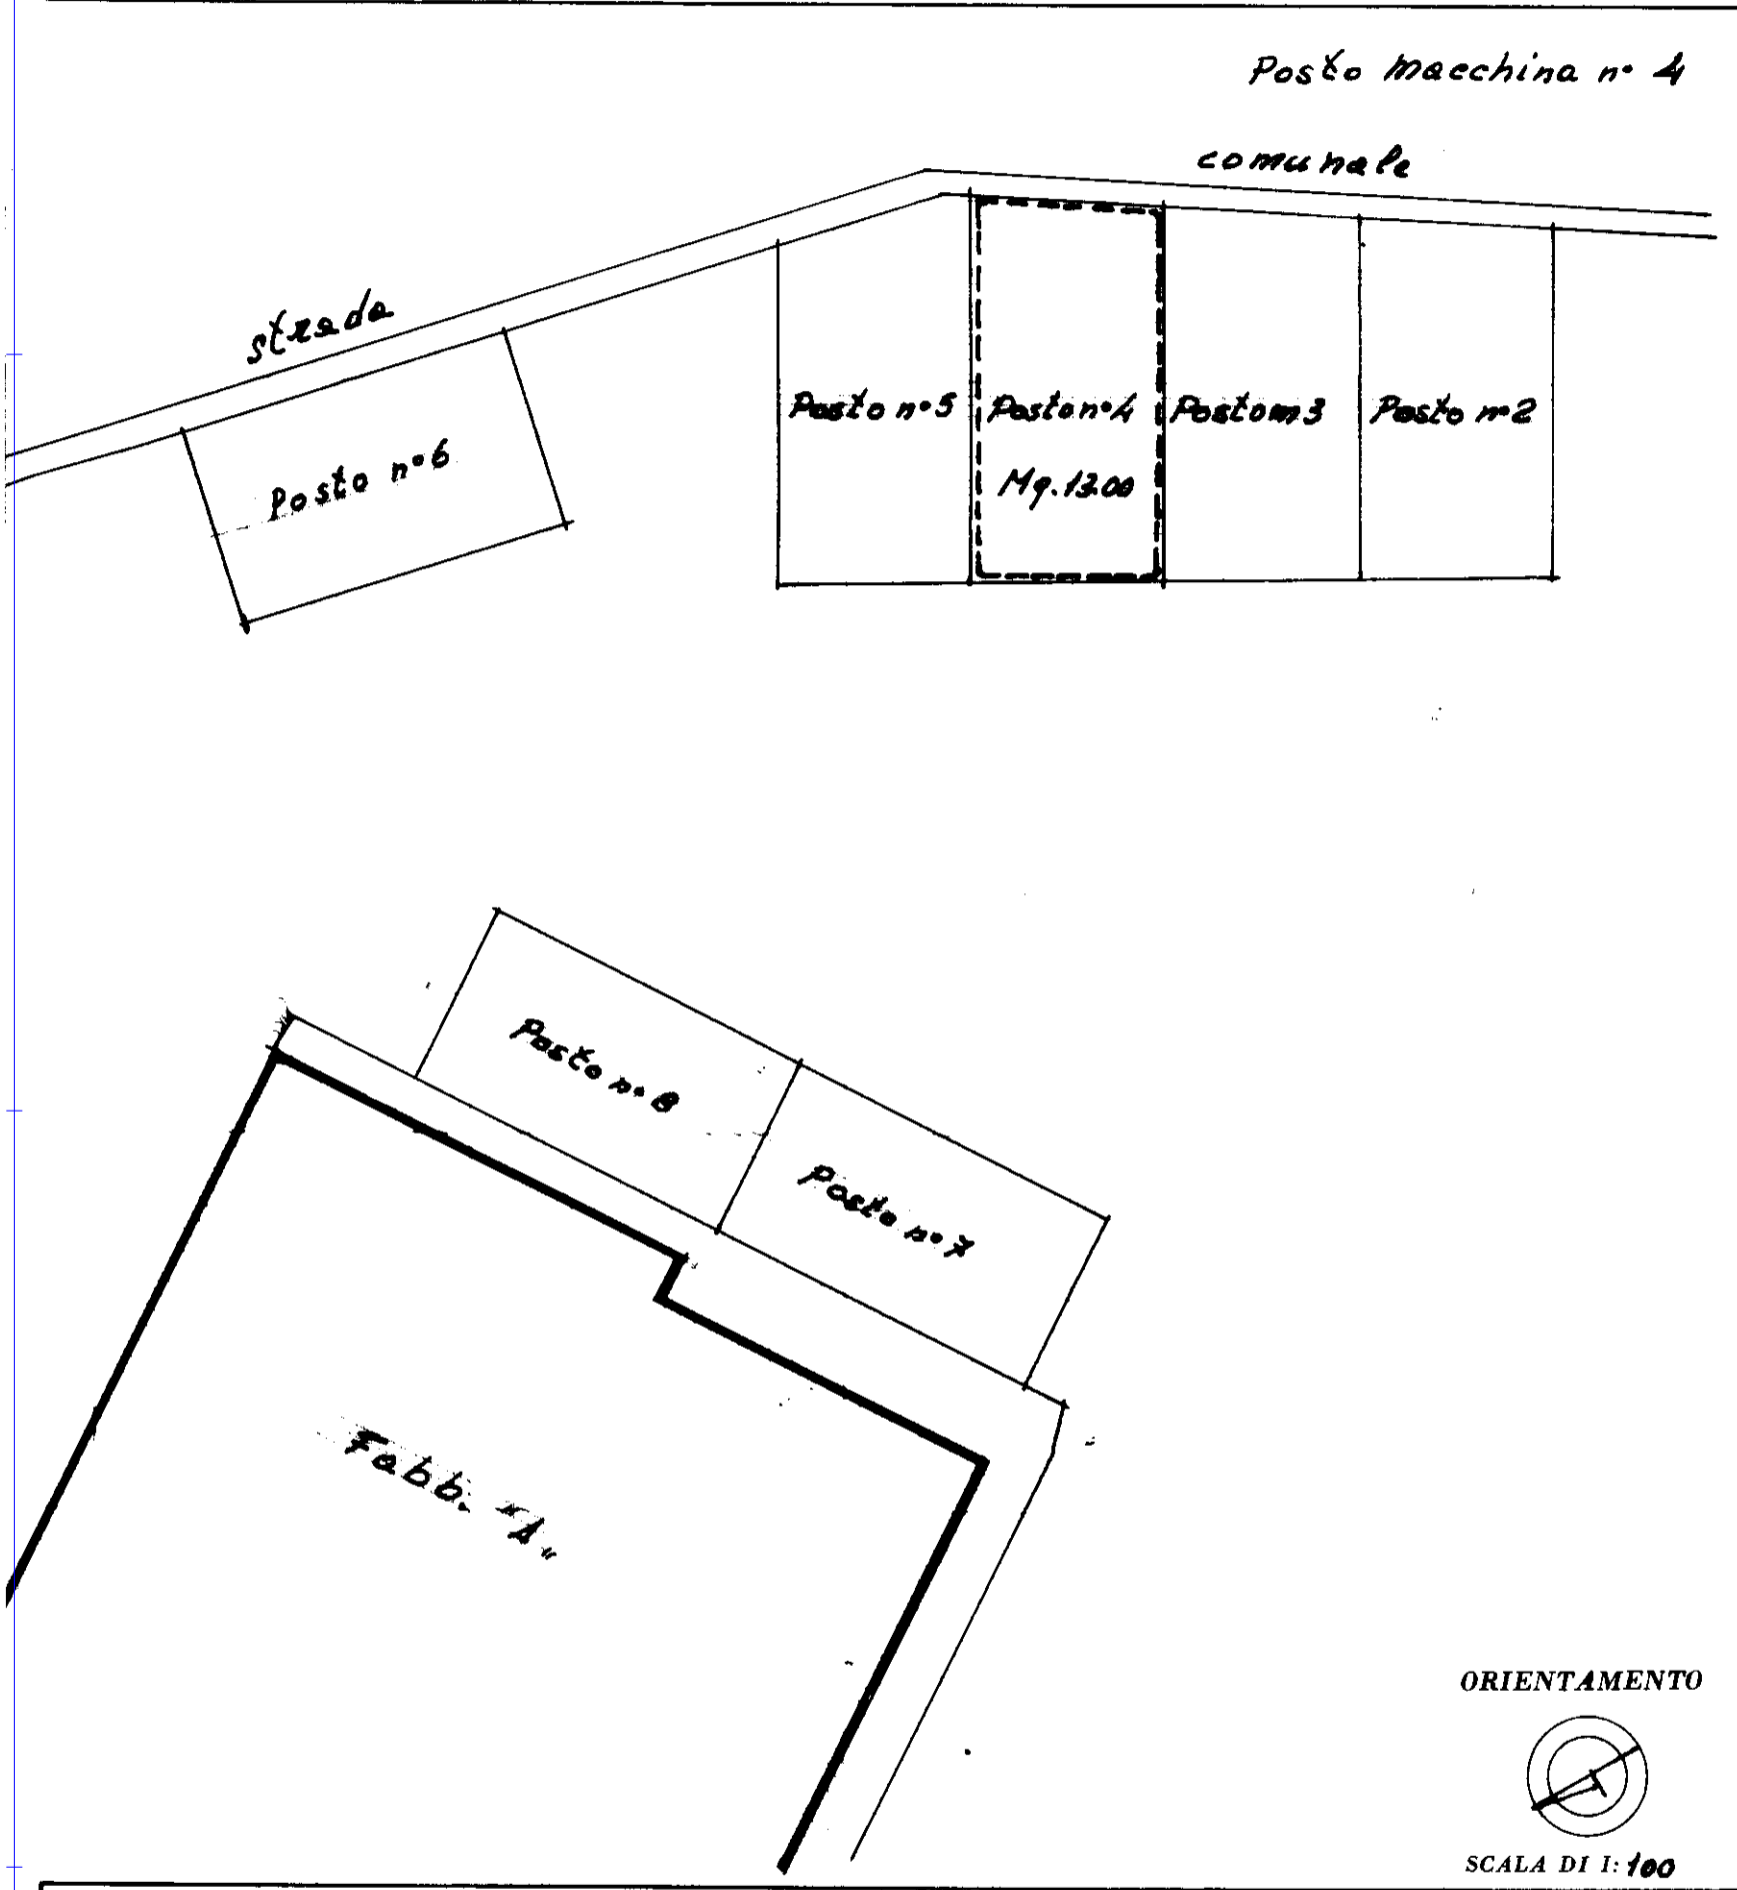 Posto macchina n° 4
comunale
strada
Posto n°5
Posto n°4
Posto n 3
Posto n°2
Mq. 13.00
Posto n°6
Posto n° 8
Posto n°7
Fabb. "A"
ORIENTAMENTO
SCALA DI 1: 100